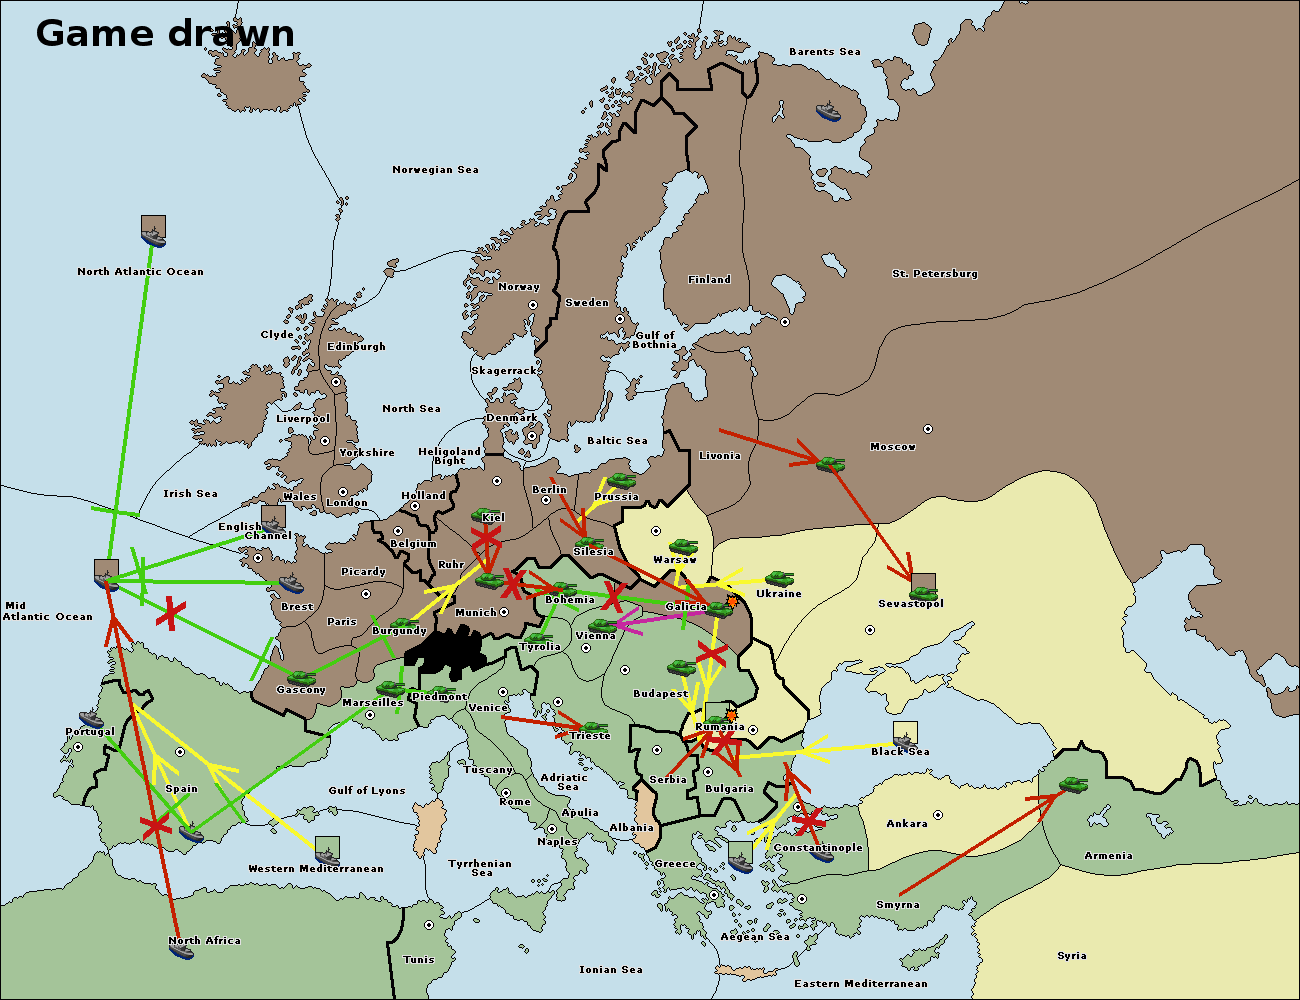 Game drawn
Barents Sea
Norwegian Sea
North Atlantic Ocean
St. Petersburg
Finland
Norway
Sweden
Clyde
Edinburgh
Gulf of
Bothnia
Skagerrack
North Sea
Denmark
Liverpool
Baltic Sea
Moscow
Livonia
Yorkshire
Heligoland
Bight
Irish Sea
Wales
London
Holland
Berlin
Prussia
English
Channel
Kiel
Belgium
Silesia
Warsaw
Ruhr
Picardy
Ukraine
Mid
Atlantic Ocean
Brest
Munich
Bohemia
Galicia
Sevastopol
Paris
Burgundy
Vienna
Tyrolia
Gascony
Marseilles
Piedmont
Budapest
Venice
Portugal
Trieste
Rumania
Black Sea
Spain
Gulf of Lyons
Tuscany
Rome
Adriatic
Sea
Serbia
Bulgaria
Apulia
Albania
Ankara
Naples
Constantinople
Armenia
Western Mediterranean
Tyrrhenian
Sea
Greece
Smyrna
North Africa
Aegean Sea
Tunis
Ionian Sea
Syria
Eastern Mediterranean